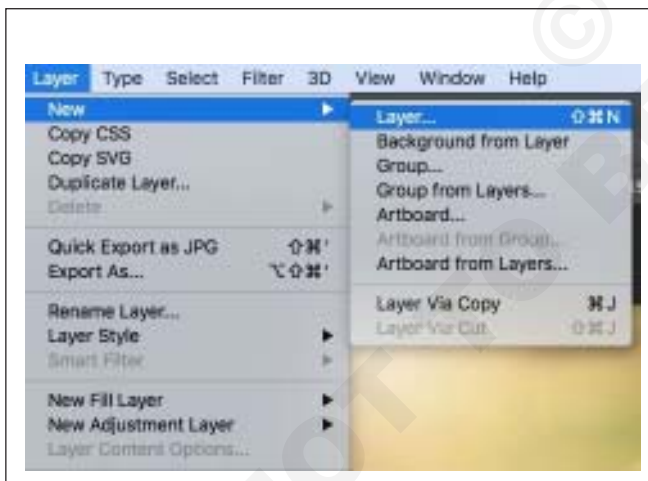 Layer Type Select Filter 3D View Window Help
New
Copy CSS
Copy SVG
Duplicate Layer...
Delete
Quick Export as JPG ⇧⌘'
Export As... ⌥⇧⌘'
Rename Layer...
Layer Style
Smart Filter
New Fill Layer
New Adjustment Layer
Layer Content Options...
Layer... ⇧⌘N
Background from Layer
Group...
Group from Layers...
Artboard...
Artboard from Group...
Artboard from Layers...
Layer Via Copy ⌘J
Layer Via Cut ⇧⌘J
©